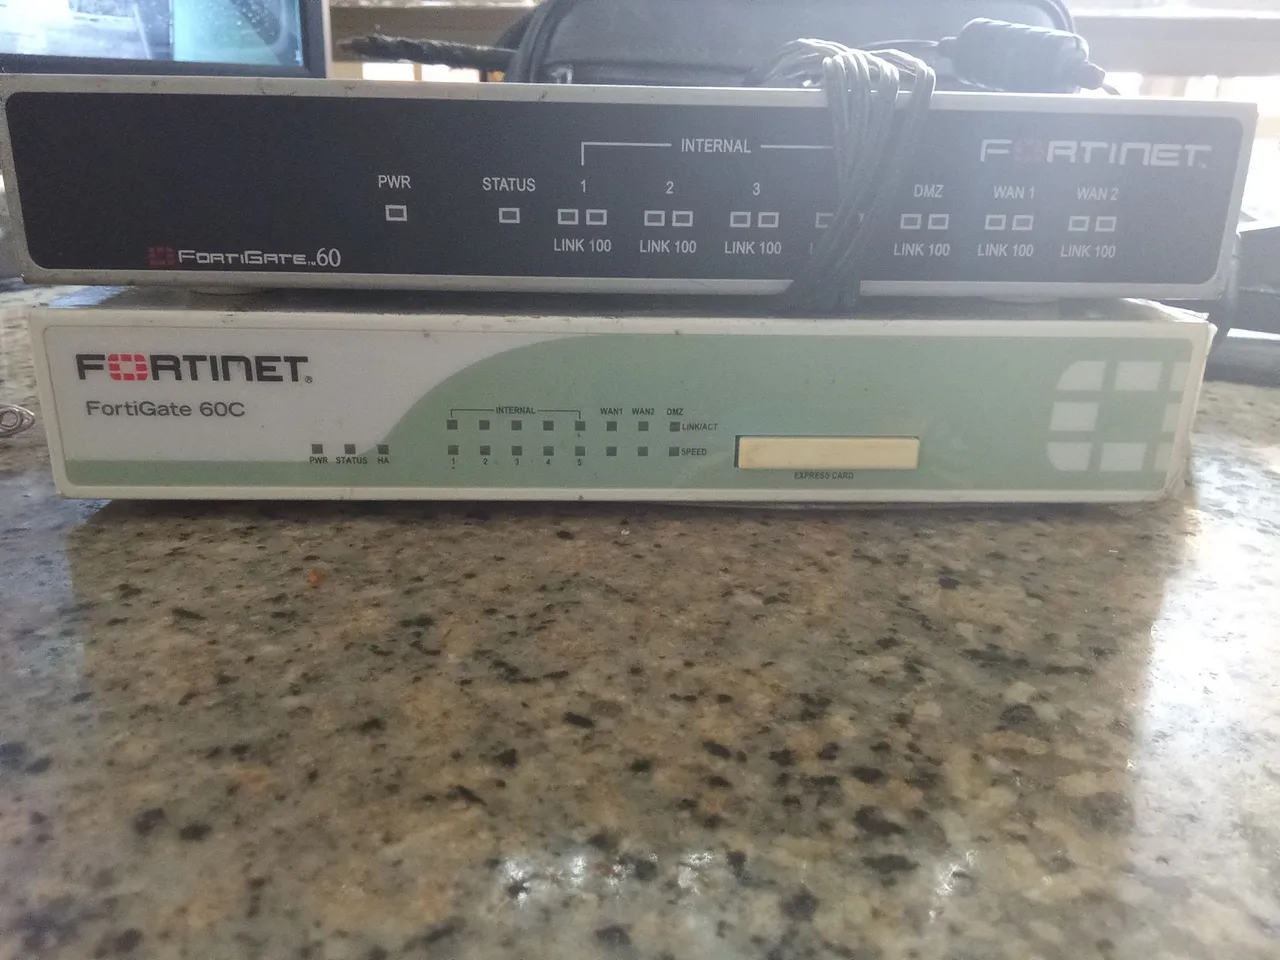 INTERNAL
FORTINET
PWR STATUS 1 2 3 DMZ WAN 1 WAN 2
LINK 100 LINK 100 LINK 100 LINK 100 LINK 100 LINK 100
FORTIGATE™60
FORTINET®
FortiGate 60C
INTERNAL WAN1 WAN2 DMZ
LINK/ACT
SPEED
PWR STATUS HA 1 2 3 4 5
EXPRESS CARD